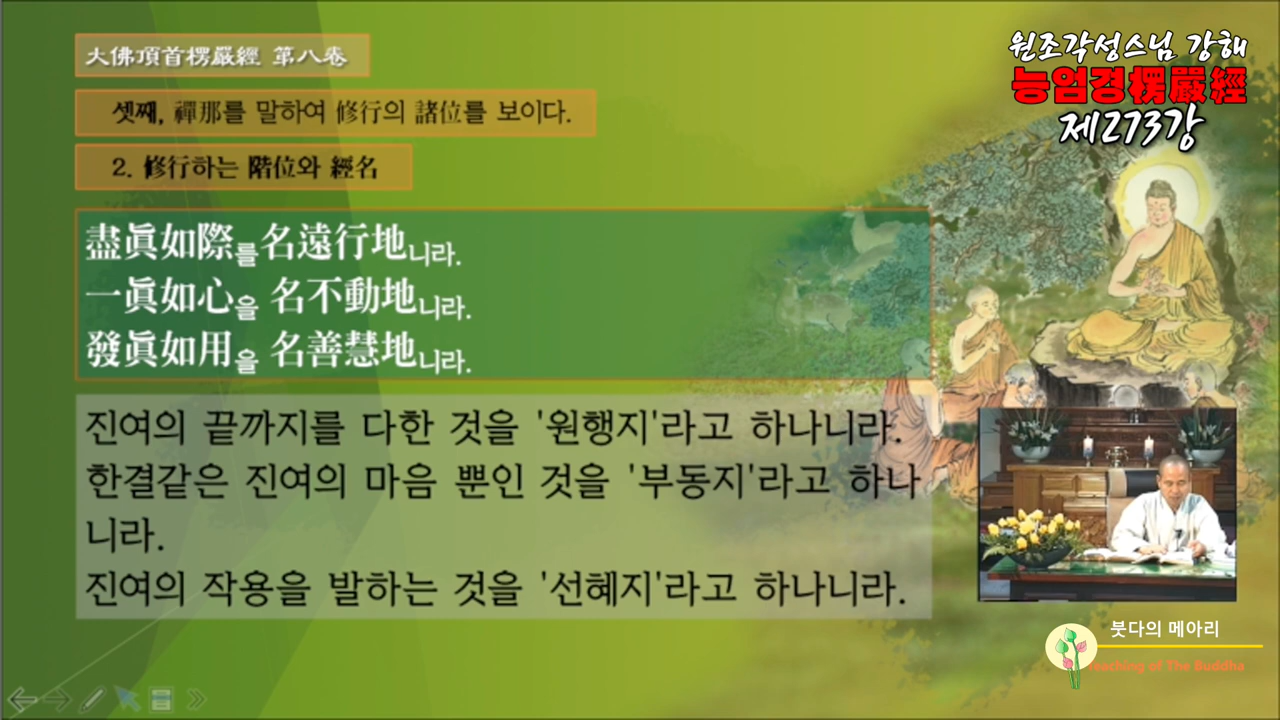 大佛頂首楞嚴經 第八卷
셋째, 禪那를 말하여 修行의 諸位를 보이다.
2. 修行하는 階位와 經名
盡眞如際를 名遠行地니라.
一眞如心을 名不動地니라.
發眞如用을 名善慧地니라.
진여의 끝까지를 다한 것을 '원행지'라고 하나니라.
한결같은 진여의 마음 뿐인 것을 '부동지'라고 하나
니라.
진여의 작용을 발하는 것을 '선혜지'라고 하나니라.
원조각성스님 강해
능엄경楞嚴經
제273강
붓다의 메아리
Teaching of The Buddha